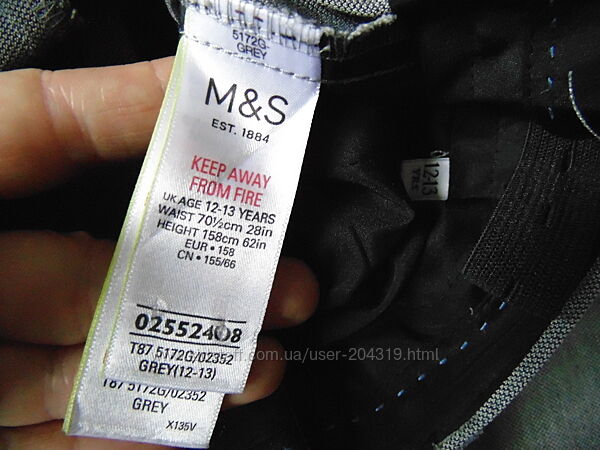 5172G
GREY
M&S
EST. 1884
KEEP AWAY
FROM FIRE
UK AGE 12-13 YEARS
WAIST 70½cm 28in
HEIGHT 158cm 62in
EUR • 158
CN • 155/66
02552408
T87 5172G/02352
GREY(12-13)
T87 5172G/02352
GREY
X135V
12-13
YRS
.com.ua/user-204319.html